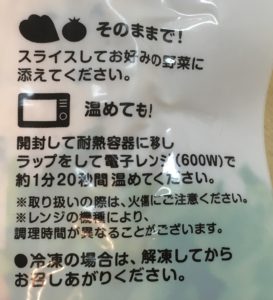 そのままで!
スライスしてお好みの野菜に
添えてください。
温めても!
開封して耐熱容器に移し
ラップをして電子レンジ(600W)で
約1分20秒間温めてください。
※取り扱いの際は、火傷にご注意ください。
※レンジの機種により、
調理時間が異なることがございます。
●冷凍の場合は、解凍してから
お召しあがりください。